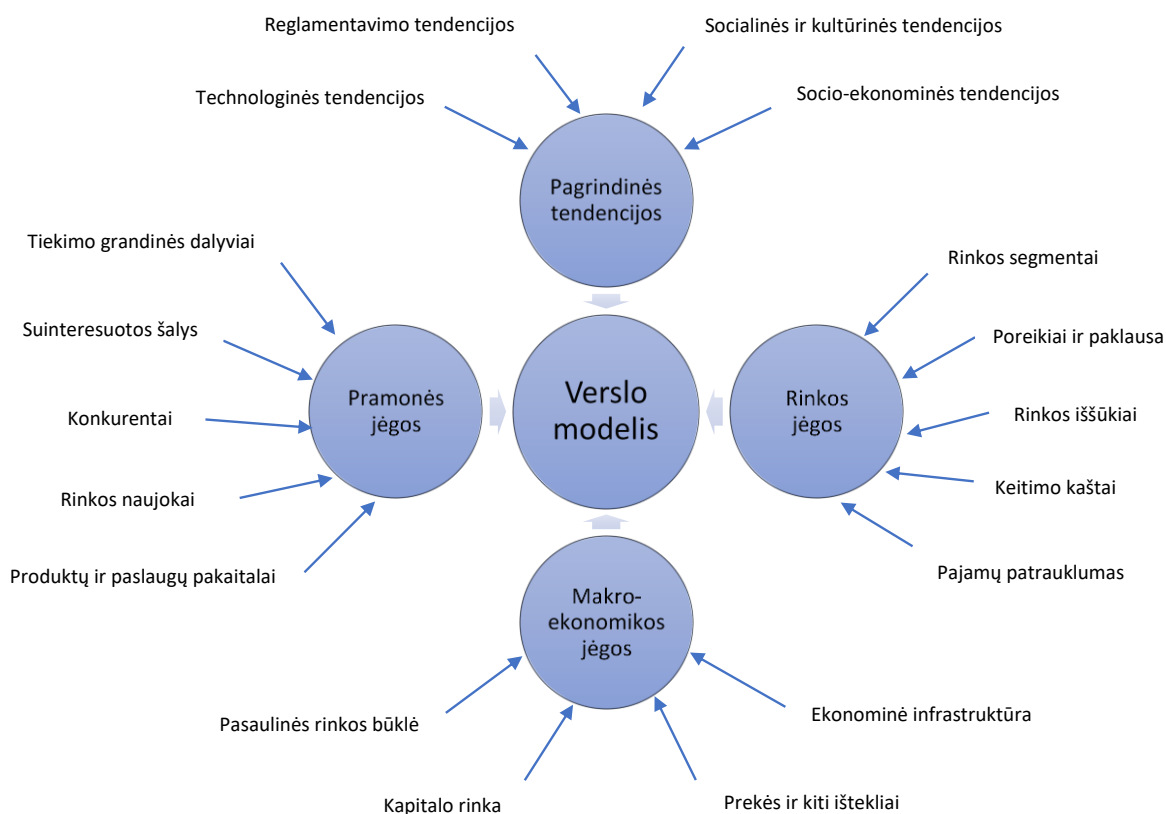 Reglamentavimo tendencijos
Socialinės ir kultūrinės tendencijos
Technologinės tendencijos
Socio-ekonominės tendencijos
Pagrindinės
tendencijos
Tiekimo grandinės dalyviai
Rinkos segmentai
Suinteresuotos šalys
Poreikiai ir paklausa
Pramonės
jėgos
Verslo
modelis
Rinkos
jėgos
Konkurentai
Rinkos iššūkiai
Rinkos naujokai
Keitimo kaštai
Produktų ir paslaugų pakaitalai
Pajamų patrauklumas
Makro-
ekonomikos
jėgos
Pasaulinės rinkos būklė
Ekonominė infrastruktūra
Kapitalo rinka
Prekės ir kiti ištekliai